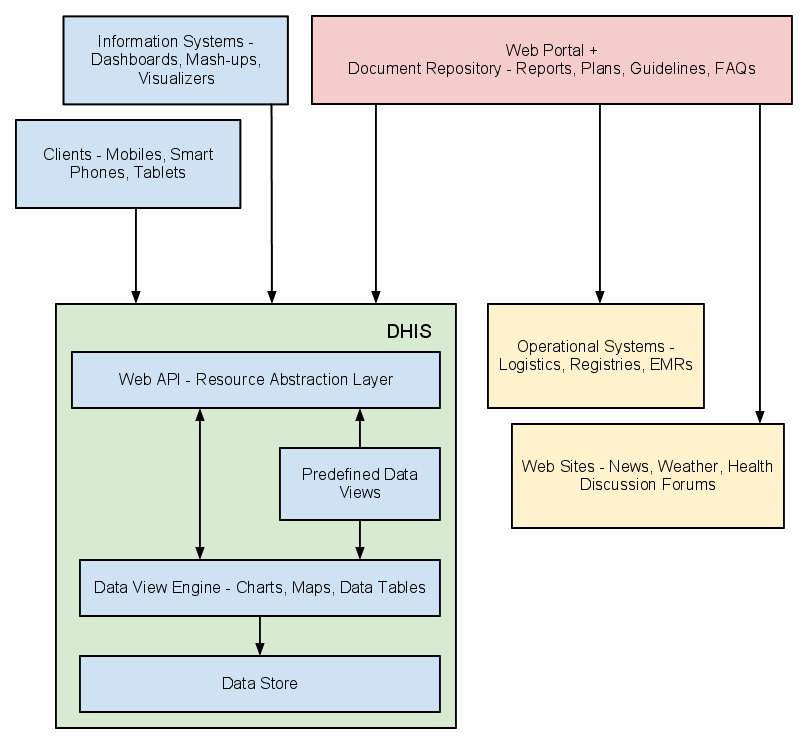 Information Systems -
Dashboards, Mash-ups,
Visualizers
Web Portal +
Document Repository - Reports, Plans, Guidelines, FAQs
Clients - Mobiles, Smart
Phones, Tablets
DHIS
Web API - Resource Abstraction Layer
Predefined Data
Views
Data View Engine - Charts, Maps, Data Tables
Data Store
Operational Systems -
Logistics, Registries, EMRs
Web Sites - News, Weather, Health
Discussion Forums